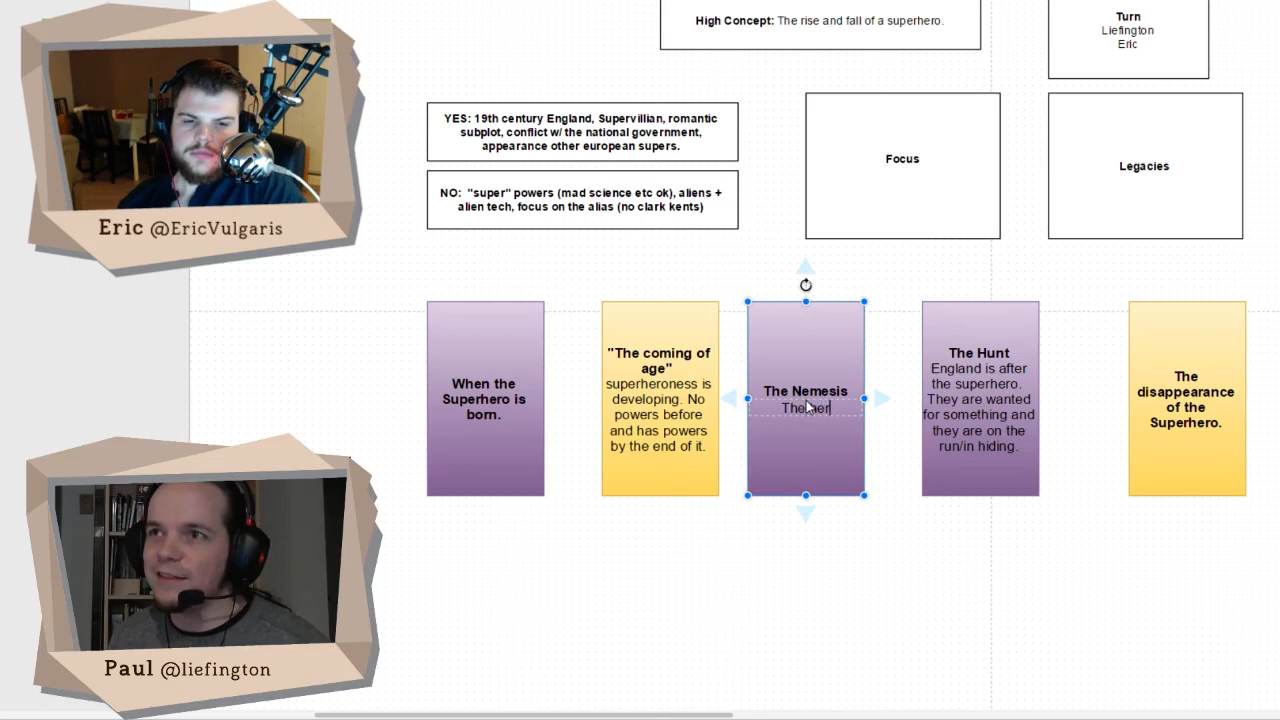 High Concept: The rise and fall of a superhero.
Turn
Liefington
Eric
YES: 19th century England, Supervillian, romantic
subplot, conflict w/ the national government,
appearance other european supers.
NO: "super" powers (mad science etc ok), aliens +
alien tech, focus on the alias (no clark kents)
Focus
Legacies
Eric @EricVulgaris
When the
Superhero is
born.
"The coming of
age"
superheroness is
developing. No
powers before
and has powers
by the end of it.
The Nemesis
The Hunt
England is after
the superhero.
They are wanted
for something and
they are on the
run/in hiding.
The
disappearance
of the
Superhero.
Paul @liefington